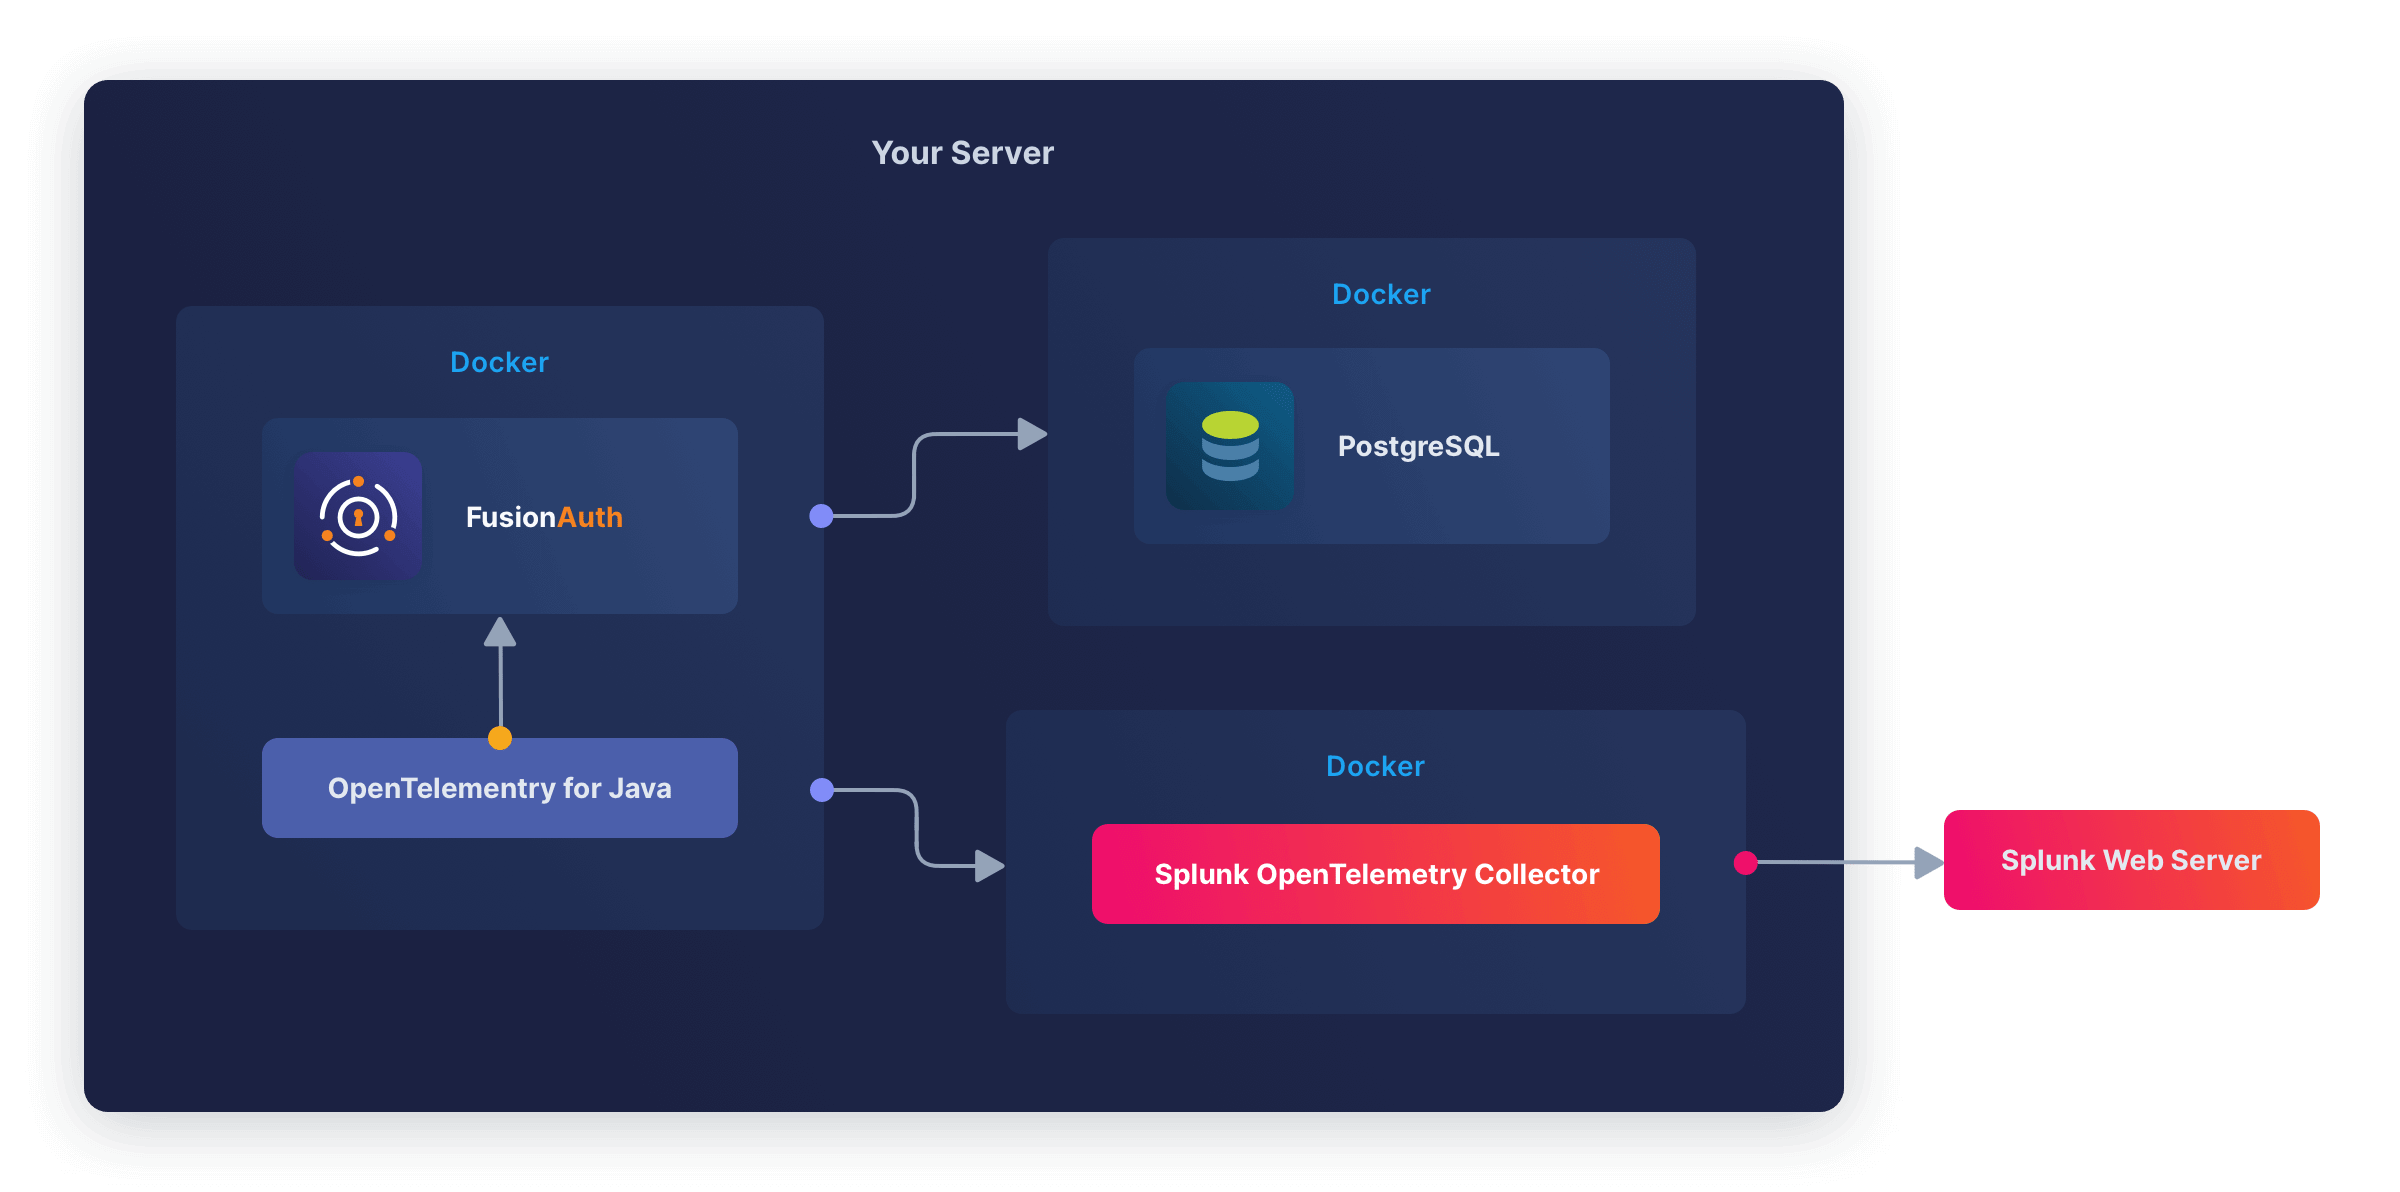 Your Server
Docker
FusionAuth
OpenTelementry for Java
Docker
PostgreSQL
Docker
Splunk OpenTelemetry Collector
Splunk Web Server